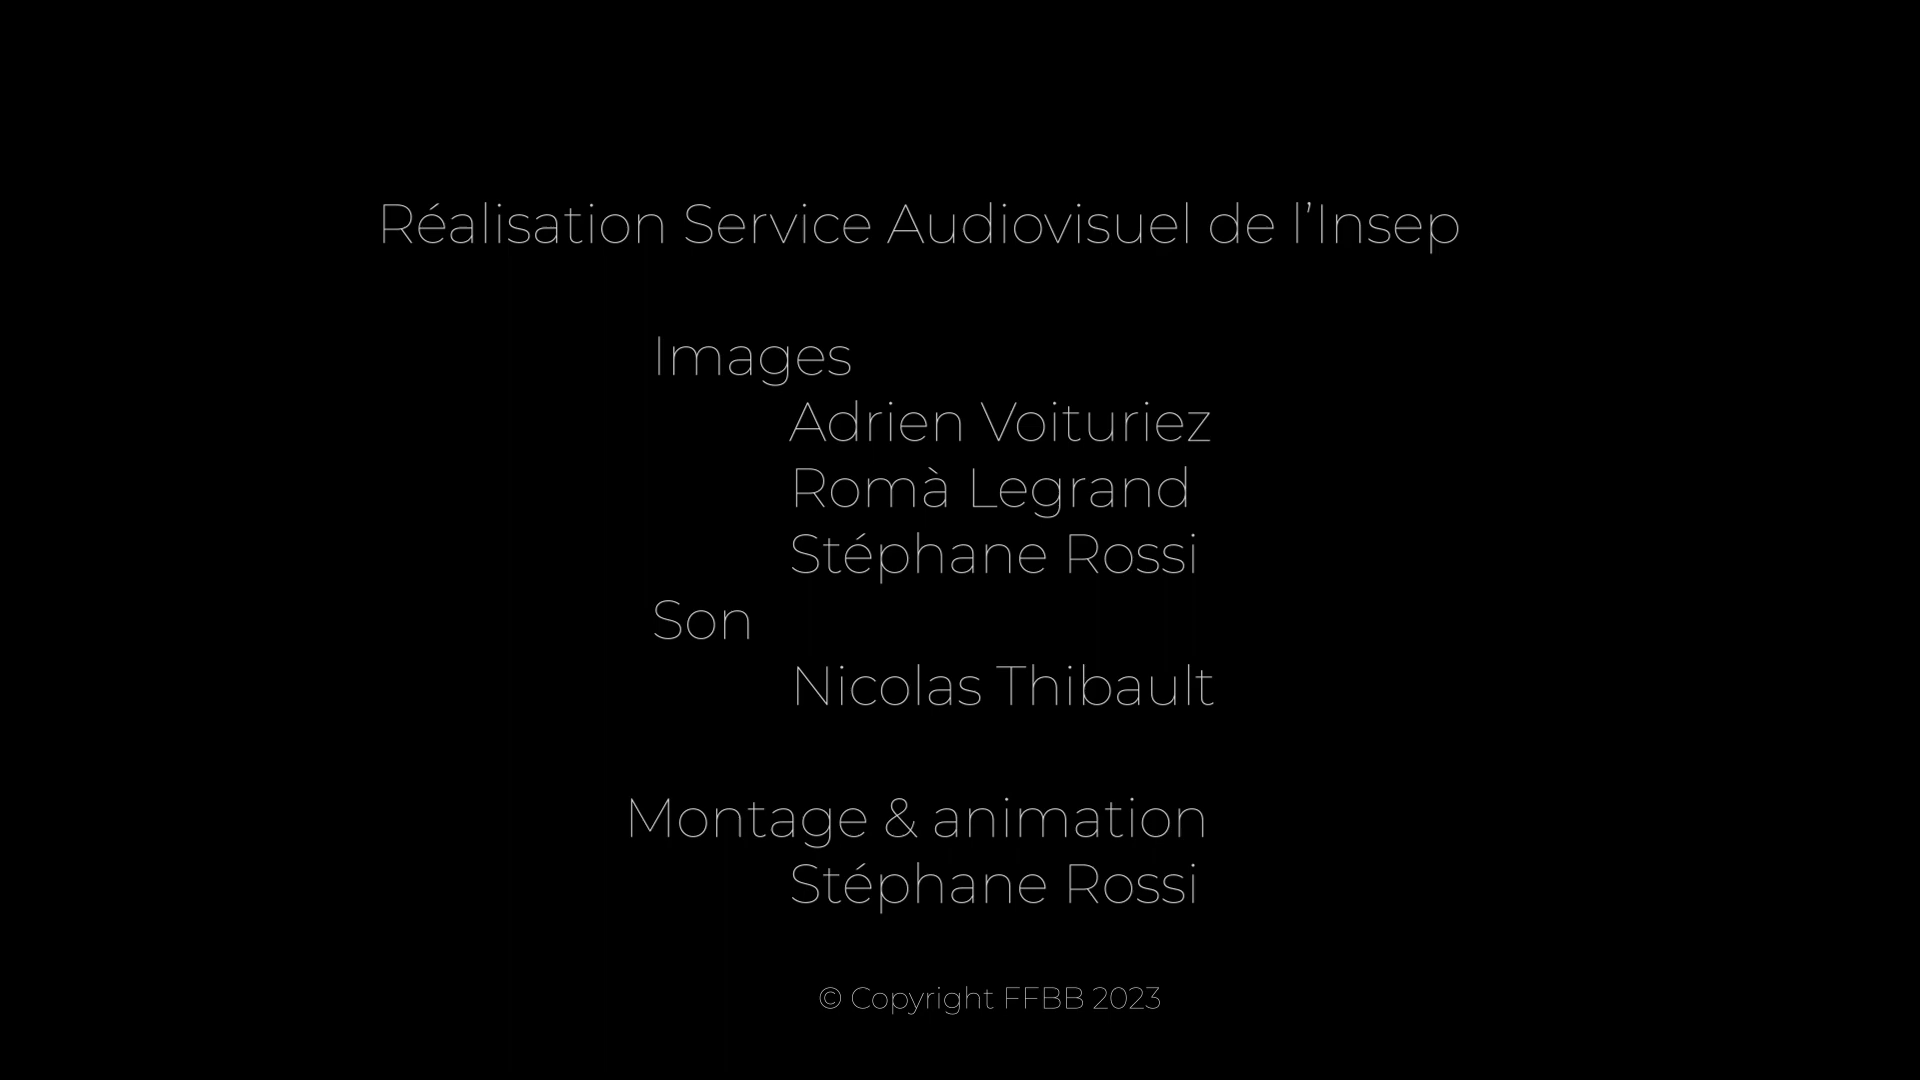 Réalisation Service Audiovisuel de l’Insep
Images
Adrien Voituriez
Romà Legrand
Stéphane Rossi
Son
Nicolas Thibault
Montage & animation
Stéphane Rossi
© Copyright FFBB 2023